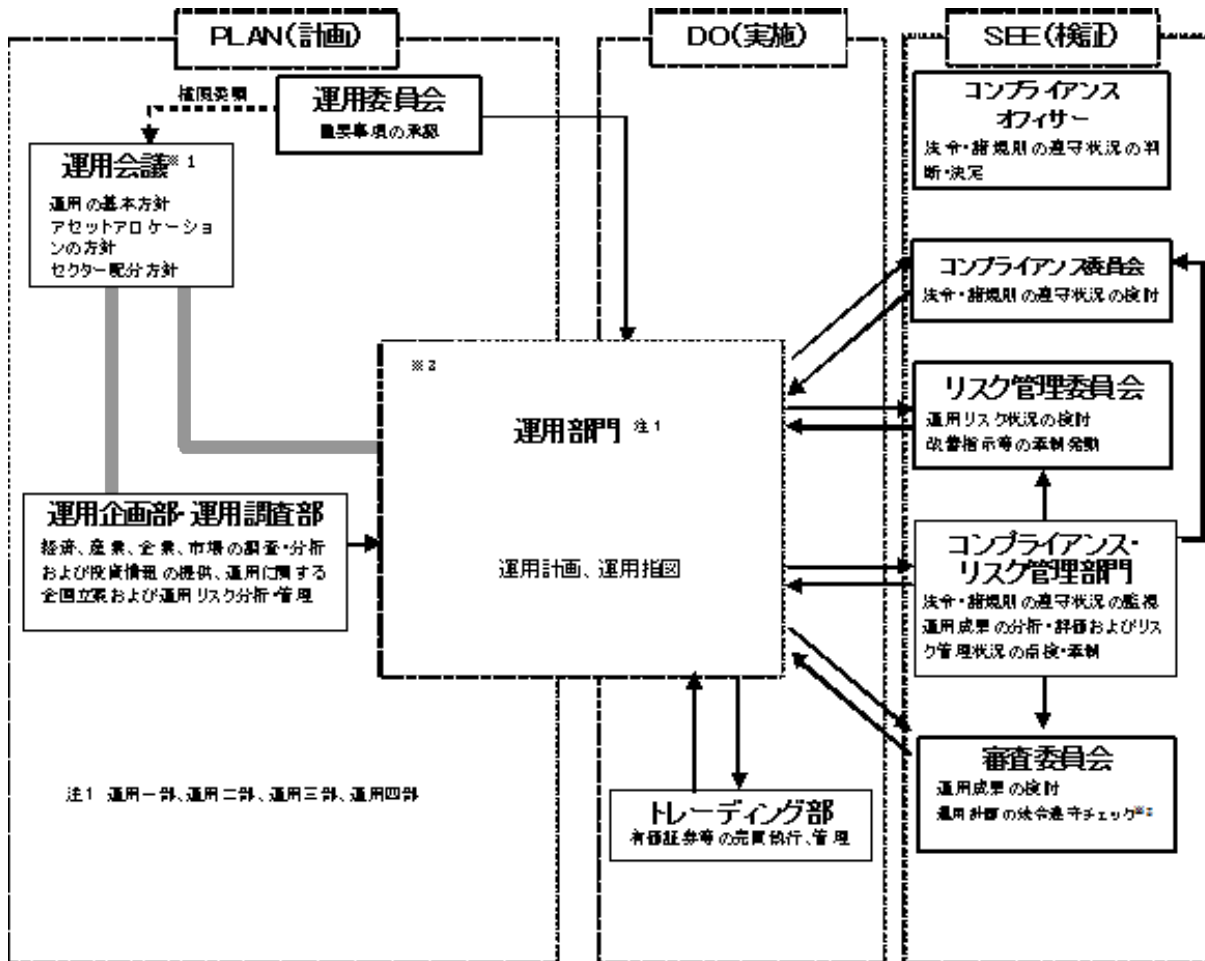 PLAN(計画)
DO(実施)
SEE(検証)
権限委譲
運用委員会
重要事項の承認
運用会議※1
運用の基本方針
アセットアロケーショ
ンの方針
セクター配分方針
※2
運用部門 注1
運用計画、運用指図
運用企画部・運用調査部
経済、産業、企業、市場の調査・分析
および投資情報の提供、運用に関する
および運用リスク分析・管理
注1 運用一部、運用二部、運用三部、運用四部
トレーディング部
有価証券等の売買執行、管理
コンプライアンス
オフィサー
法令・諸規則の遵守状況の判
断・決定
コンプライアンス委員会
法令・諸規則の遵守状況の検討
リスク管理委員会
運用リスク状況の検討
改善指示等の牽制発動
コンプライアンス・
リスク管理部門
法令・諸規則の遵守状況の監視
運用成果の分析・評価およびリス
ク管理状況の点検・牽制
審査委員会
運用成果の検討
運用計画の法令遵守チェック